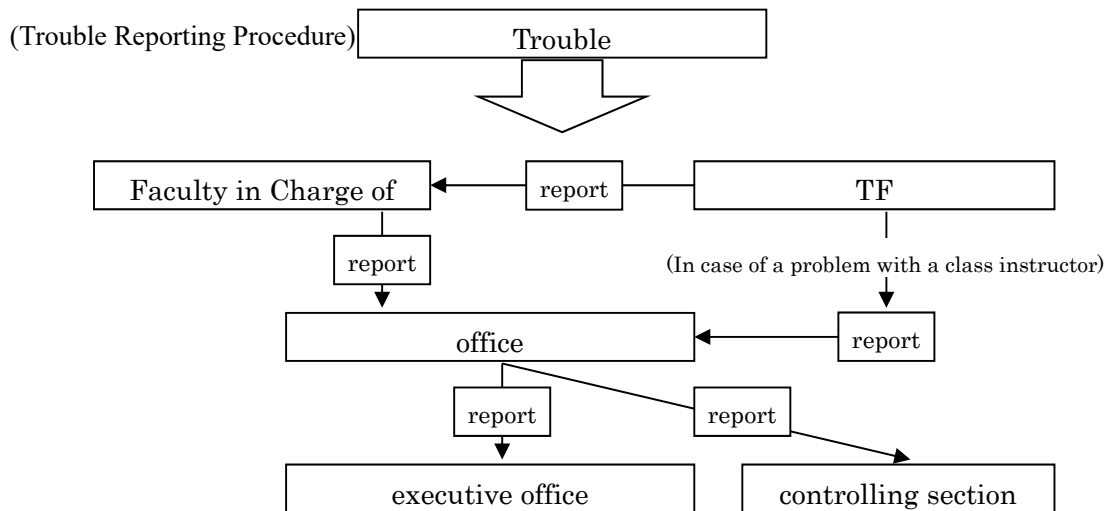 (Trouble Reporting Procedure)
Trouble
Faculty in Charge of
report
TF
report
(In case of a problem with a class instructor)
office
report
report
report
executive office
controlling section